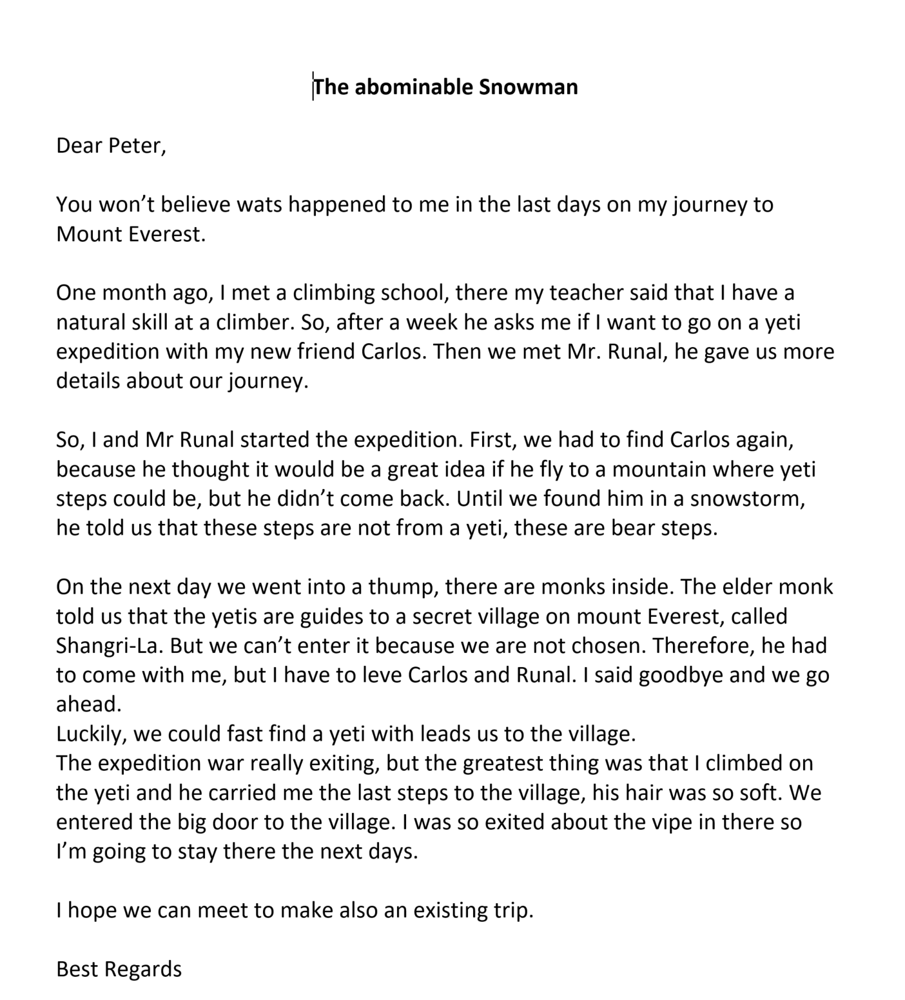 The abominable Snowman
Dear Peter,
You won’t believe wats happened to me in the last days on my journey to
Mount Everest.
One month ago, I met a climbing school, there my teacher said that I have a
natural skill at a climber. So, after a week he asks me if I want to go on a yeti
expedition with my new friend Carlos. Then we met Mr. Runal, he gave us more
details about our journey.
So, I and Mr Runal started the expedition. First, we had to find Carlos again,
because he thought it would be a great idea if he fly to a mountain where yeti
steps could be, but he didn’t come back. Until we found him in a snowstorm,
he told us that these steps are not from a yeti, these are bear steps.
On the next day we went into a thump, there are monks inside. The elder monk
told us that the yetis are guides to a secret village on mount Everest, called
Shangri-La. But we can’t enter it because we are not chosen. Therefore, he had
to come with me, but I have to leve Carlos and Runal. I said goodbye and we go
ahead.
Luckily, we could fast find a yeti with leads us to the village.
The expedition war really exiting, but the greatest thing was that I climbed on
the yeti and he carried me the last steps to the village, his hair was so soft. We
entered the big door to the village. I was so exited about the vipe in there so
I’m going to stay there the next days.
I hope we can meet to make also an existing trip.
Best Regards